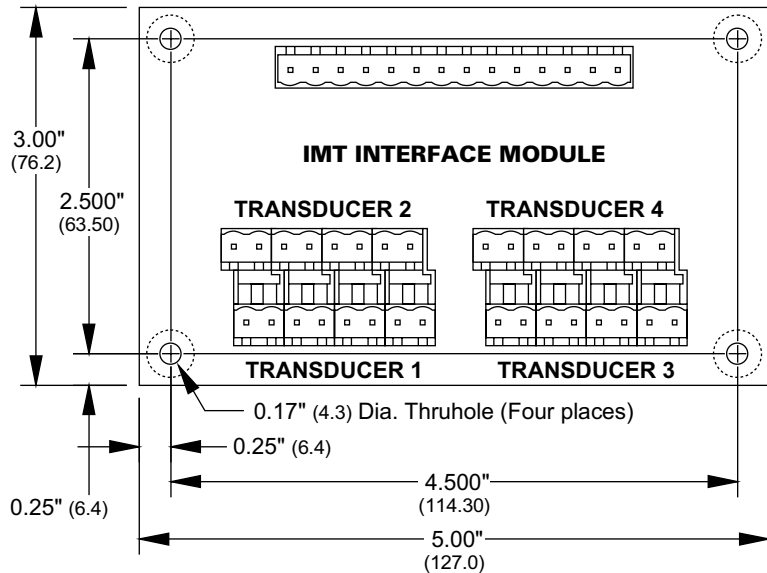 3.00"
(76.2)
2.500"
(63.50)
IMT INTERFACE MODULE
TRANSDUCER 2
TRANSDUCER 4
TRANSDUCER 1
TRANSDUCER 3
0.17" (4.3) Dia. Thruhole (Four places)
0.25" (6.4)
0.25" (6.4)
4.500"
(114.30)
5.00"
(127.0)